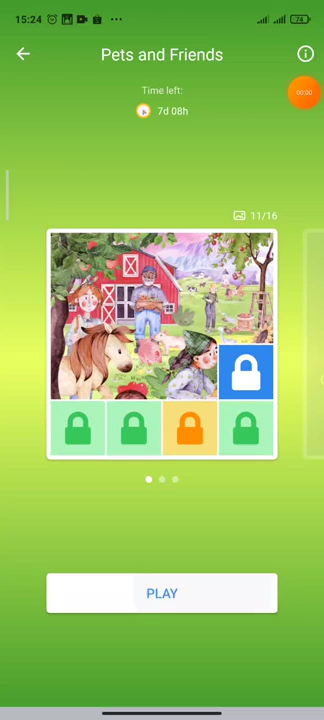 15:24
74
Pets and Friends
00:00
Time left:
7d 08h
11/16
PLAY